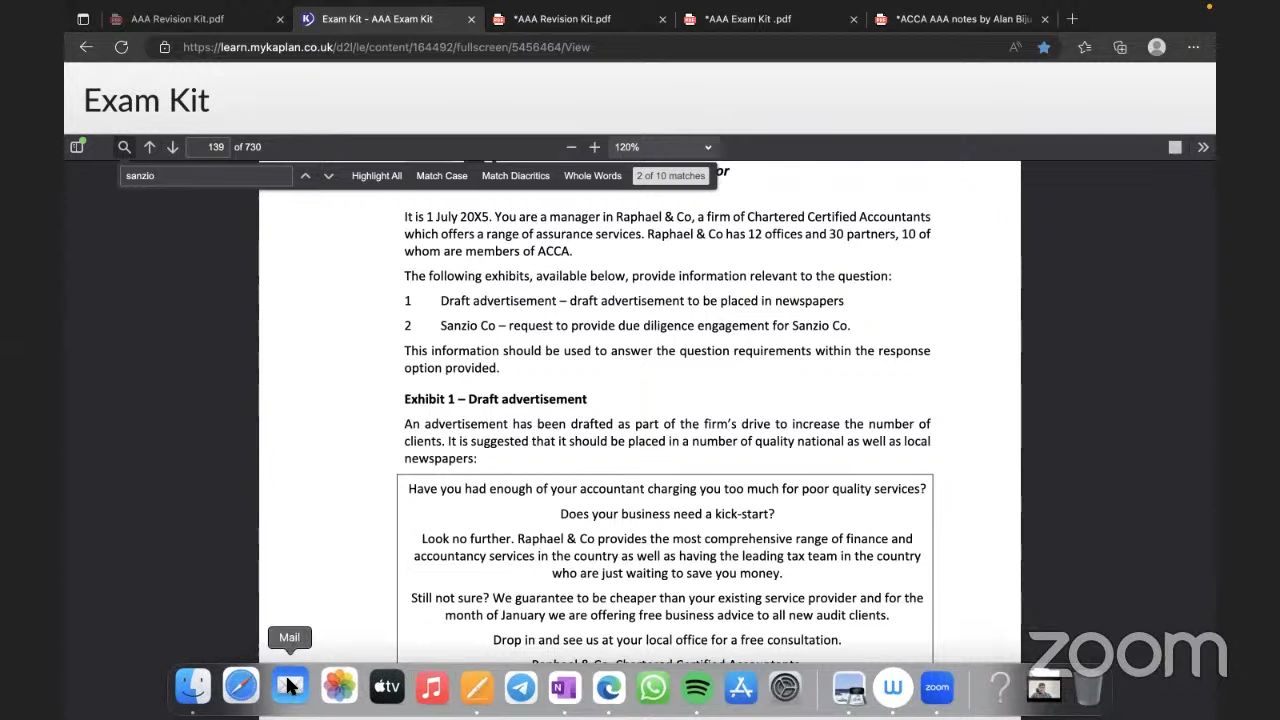 AAA Revision Kit.pdf
Exam Kit - AAA Exam Kit
*AAA Revision Kit.pdf
*AAA Exam Kit .pdf
*ACCA AAA notes by Alan Biju
https://learn.mykaplan.co.uk/d2l/le/content/164492/fullscreen/5456464/View
Exam Kit
139 of 730
120%
sanzio
Highlight All
Match Case
Match Diacritics
Whole Words
2 of 10 matches
or
It is 1 July 20X5. You are a manager in Raphael & Co, a firm of Chartered Certified Accountants
which offers a range of assurance services. Raphael & Co has 12 offices and 30 partners, 10 of
whom are members of ACCA.
The following exhibits, available below, provide information relevant to the question:
1 Draft advertisement – draft advertisement to be placed in newspapers
2 Sanzio Co – request to provide due diligence engagement for Sanzio Co.
This information should be used to answer the question requirements within the response
option provided.
Exhibit 1 – Draft advertisement
An advertisement has been drafted as part of the firm's drive to increase the number of
clients. It is suggested that it should be placed in a number of quality national as well as local
newspapers:
Have you had enough of your accountant charging you too much for poor quality services?
Does your business need a kick-start?
Look no further. Raphael & Co provides the most comprehensive range of finance and
accountancy services in the country as well as having the leading tax team in the country
who are just waiting to save you money.
Still not sure? We guarantee to be cheaper than your existing service provider and for the
month of January we are offering free business advice to all new audit clients.
Drop in and see us at your local office for a free consultation.
Raphael & Co, Chartered Certified Accountants
Mail
tv
W
zoom
zoom